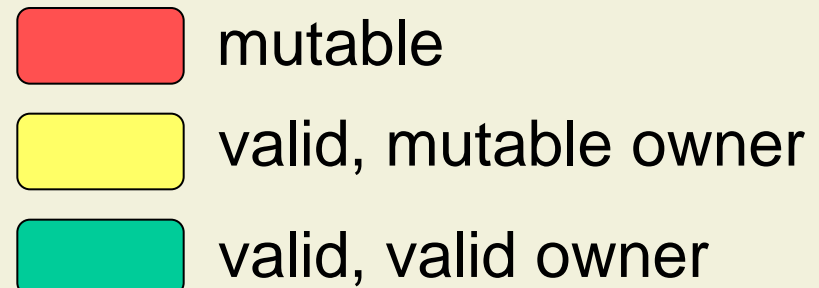 mutable
valid, mutable owner
valid, valid owner